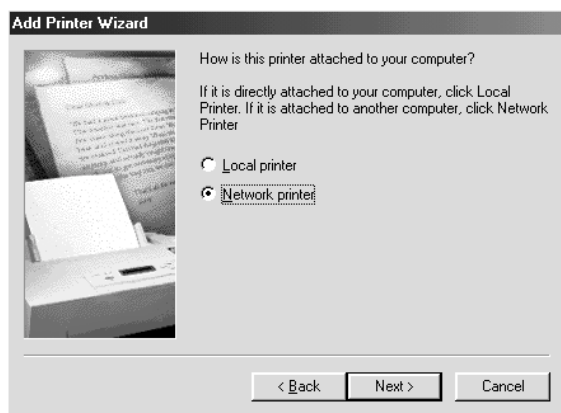 Add Printer Wizard
How is this printer attached to your computer?
If it is directly attached to your computer, click Local
Printer. If it is attached to another computer, click Network
Printer
Local printer
Network printer
< Back
Next >
Cancel